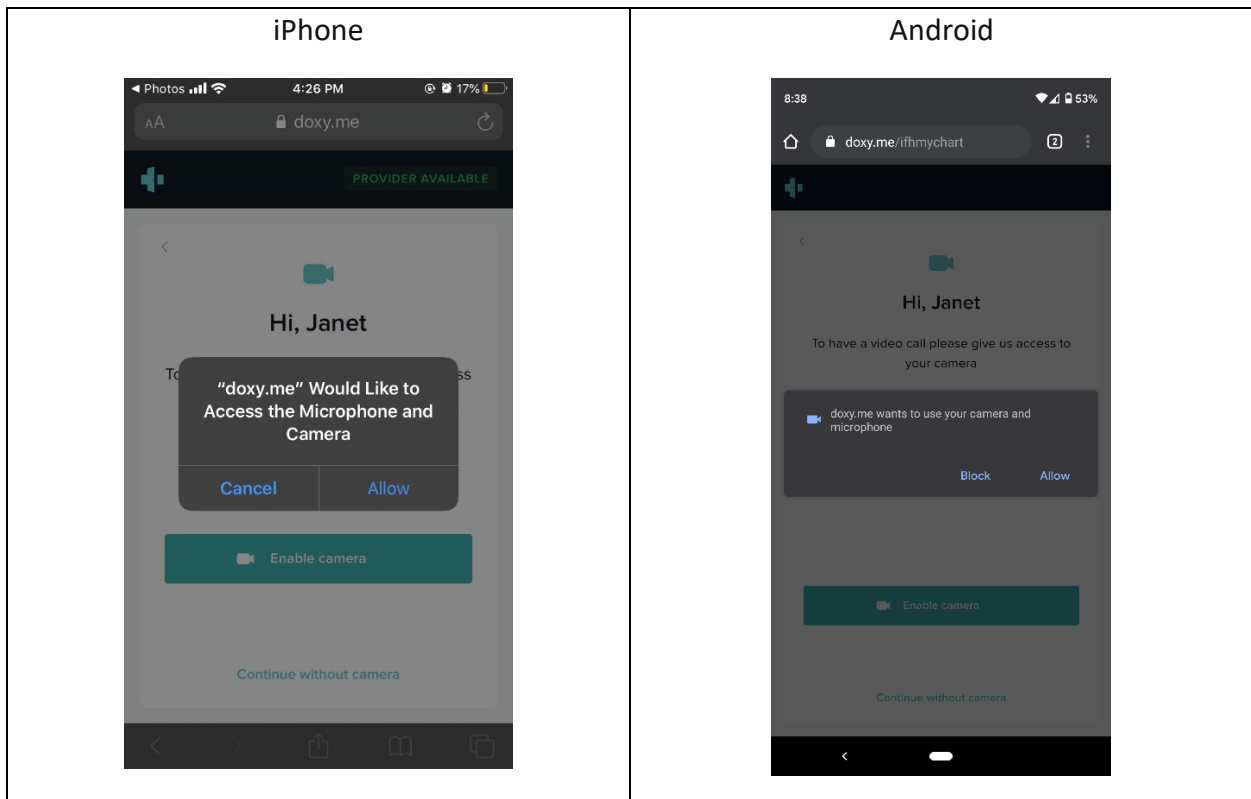 iPhone
Photos
4:26 PM
17%
AA
doxy.me
PROVIDER AVAILABLE
Hi, Janet
To
ss
"doxy.me" Would Like to
Access the Microphone and
Camera
Cancel
Allow
Enable camera
Continue without camera
Android
8:38
53%
doxy.me/ifhmychart
2
Hi, Janet
To have a video call please give us access to
your camera
doxy.me wants to use your camera and
microphone
Block
Allow
Enable camera
Continue without camera